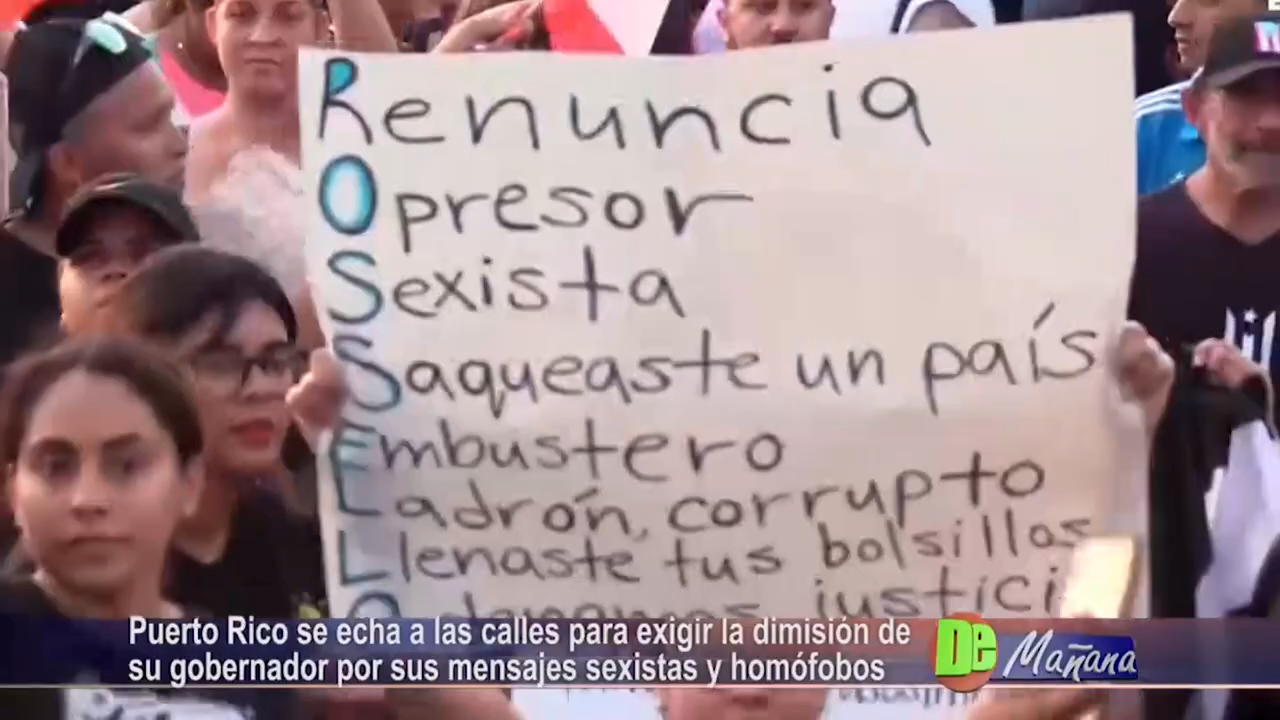 Renuncia
Opresor
Sexista
Saqueaste un país
Embustero
Ladrón, corrupto
Llenaste tus bolsillos
Puerto Rico se echa a las calles para exigir la dimisión de
su gobernador por sus mensajes sexistas y homófobos
De Mañana